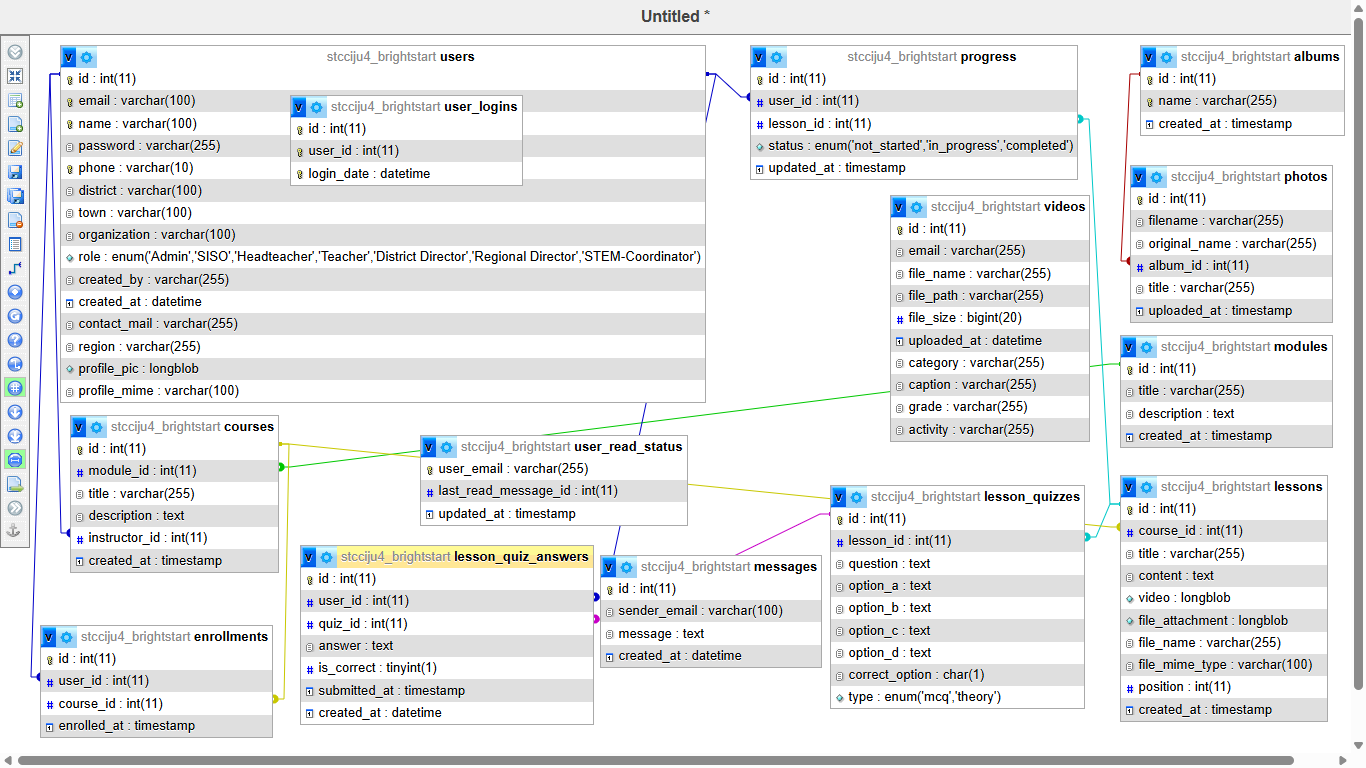 Untitled *
stcciju4_brightstart users
id : int(11)
email : varchar(100)
name : varchar(100)
password : varchar(255)
phone : varchar(10)
district : varchar(100)
town : varchar(100)
organization : varchar(100)
role : enum('Admin','SISO','Headteacher','Teacher','District Director','Regional Director','STEM-Coordinator')
created_by : varchar(255)
created_at : datetime
contact_mail : varchar(255)
region : varchar(255)
profile_pic : longblob
profile_mime : varchar(100)
stcciju4_brightstart user_logins
id : int(11)
user_id : int(11)
login_date : datetime
stcciju4_brightstart progress
id : int(11)
user_id : int(11)
lesson_id : int(11)
status : enum('not_started','in_progress','completed')
updated_at : timestamp
stcciju4_brightstart albums
id : int(11)
name : varchar(255)
created_at : timestamp
stcciju4_brightstart photos
id : int(11)
filename : varchar(255)
original_name : varchar(255)
album_id : int(11)
title : varchar(255)
uploaded_at : timestamp
stcciju4_brightstart videos
id : int(11)
email : varchar(255)
file_name : varchar(255)
file_path : varchar(255)
file_size : bigint(20)
uploaded_at : datetime
category : varchar(255)
caption : varchar(255)
grade : varchar(255)
activity : varchar(255)
stcciju4_brightstart modules
id : int(11)
title : varchar(255)
description : text
created_at : timestamp
stcciju4_brightstart courses
id : int(11)
module_id : int(11)
title : varchar(255)
description : text
instructor_id : int(11)
created_at : timestamp
stcciju4_brightstart user_read_status
user_email : varchar(255)
last_read_message_id : int(11)
updated_at : timestamp
stcciju4_brightstart lesson_quizzes
id : int(11)
lesson_id : int(11)
question : text
option_a : text
option_b : text
option_c : text
option_d : text
correct_option : char(1)
type : enum('mcq','theory')
stcciju4_brightstart lessons
id : int(11)
course_id : int(11)
title : varchar(255)
content : text
video : longblob
file_attachment : longblob
file_name : varchar(255)
file_mime_type : varchar(100)
position : int(11)
created_at : timestamp
stcciju4_brightstart lesson_quiz_answers
id : int(11)
user_id : int(11)
quiz_id : int(11)
answer : text
is_correct : tinyint(1)
submitted_at : timestamp
created_at : datetime
stcciju4_brightstart messages
id : int(11)
sender_email : varchar(100)
message : text
created_at : datetime
stcciju4_brightstart enrollments
id : int(11)
user_id : int(11)
course_id : int(11)
enrolled_at : timestamp